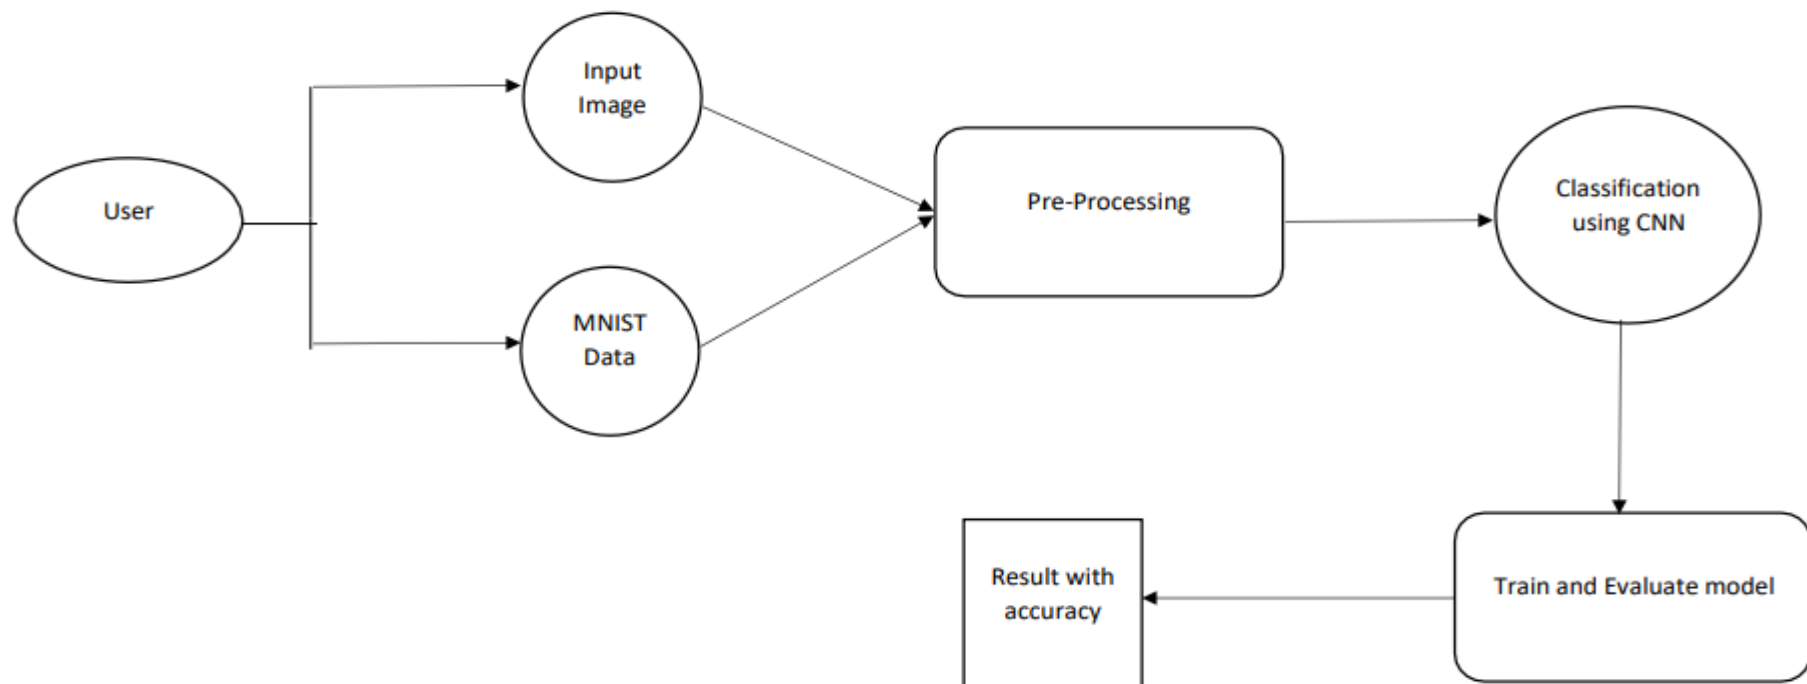 User
Input
Image
MNIST
Data
Pre-Processing
Classification
using CNN
Train and Evaluate model
Result with
accuracy